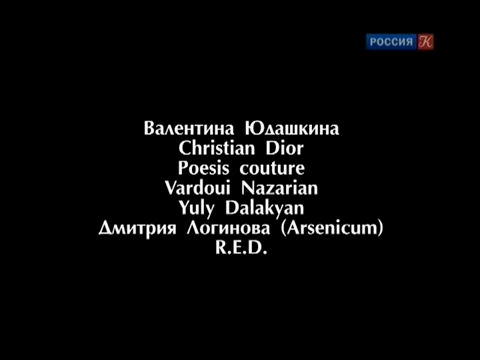 РОССИЯ К
Валентина Юдашкина
Christian Dior
Poesis couture
Vardoui Nazarian
Yuly Dalakyan
Дмитрия Логинова (Arsenicum)
R.E.D.